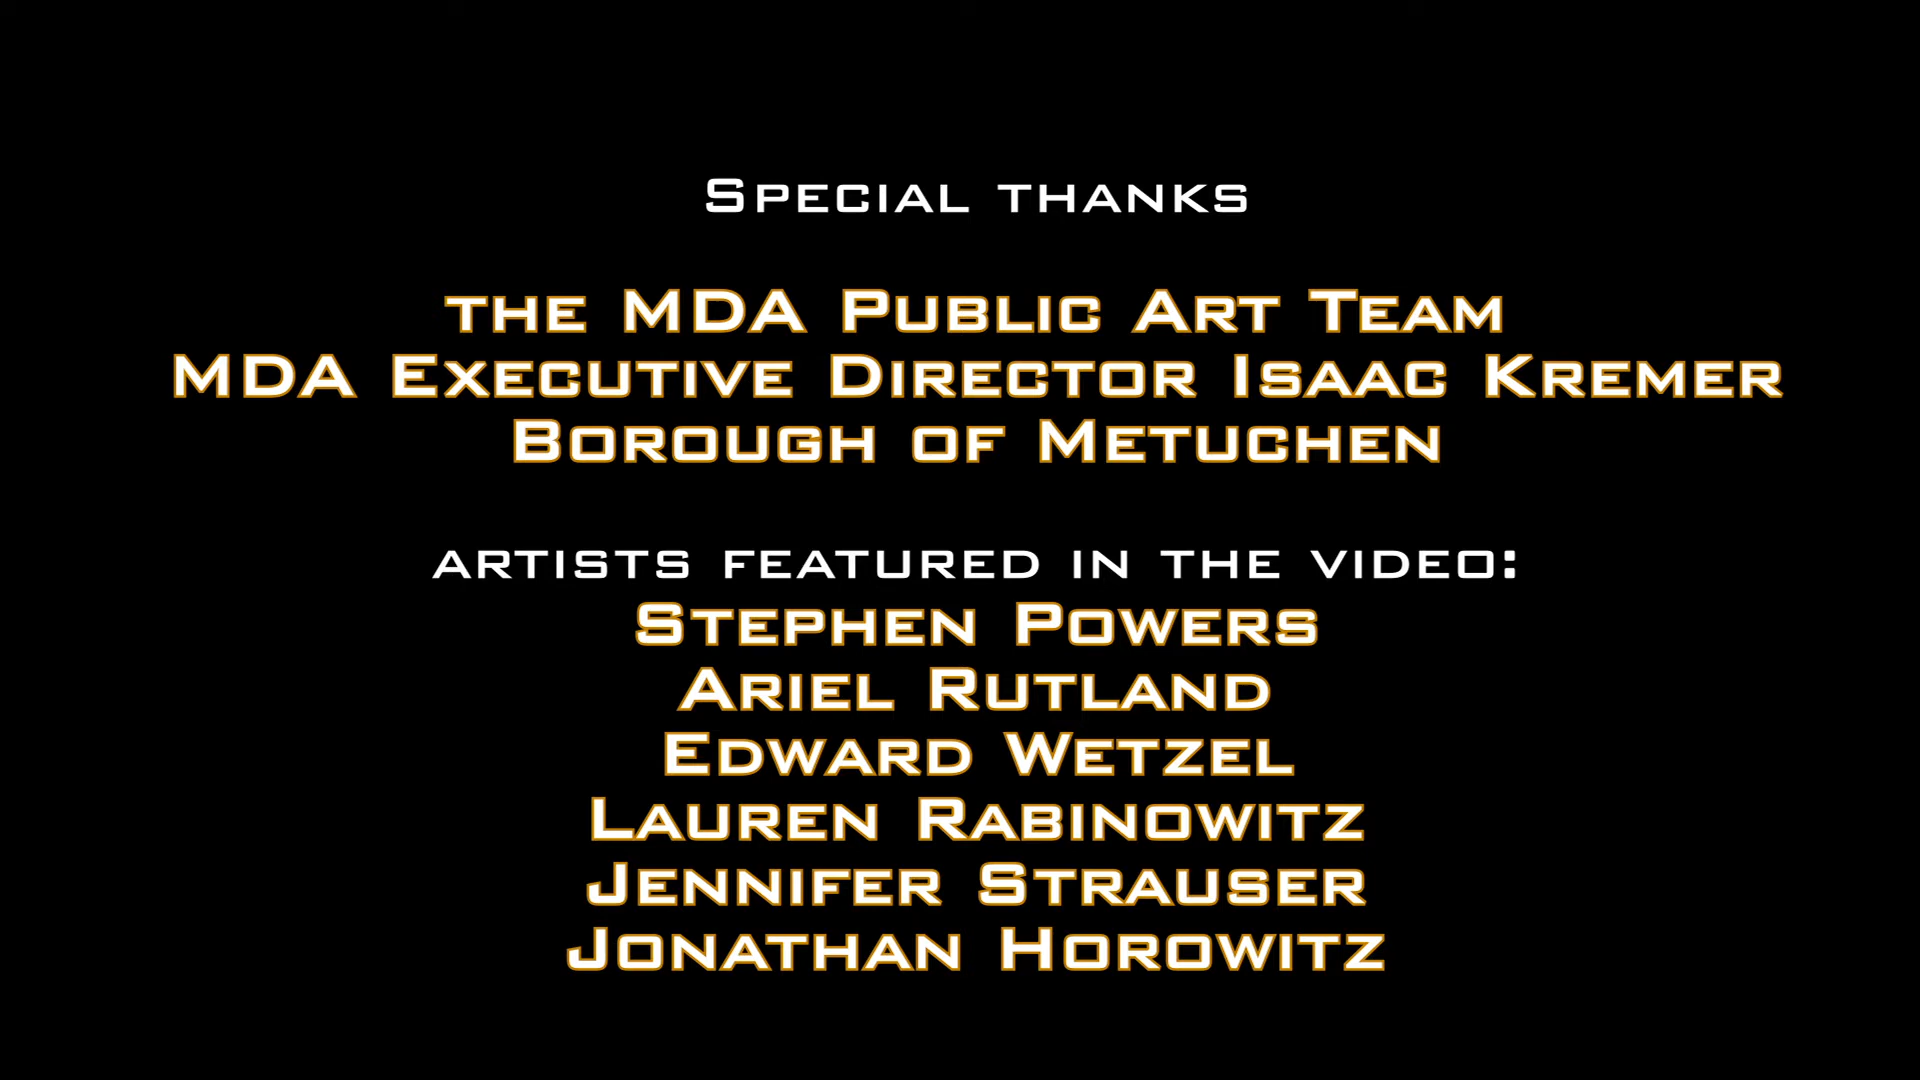 Special thanks
the MDA Public Art Team
MDA Executive Director Isaac Kremer
Borough of Metuchen
artists featured in the video:
Stephen Powers
Ariel Rutland
Edward Wetzel
Lauren Rabinowitz
Jennifer Strauser
Jonathan Horowitz